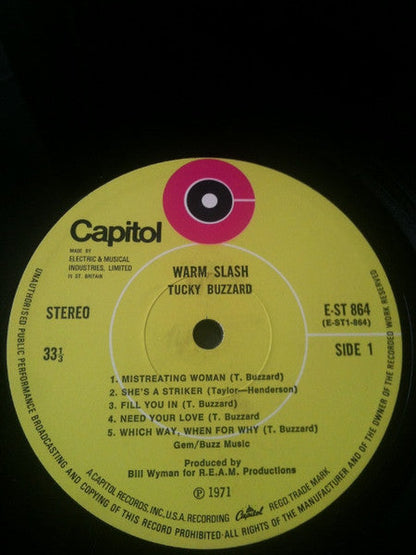 Capitol
MADE BY
ELECTRIC & MUSICAL
INDUSTRIES, LIMITED
IN GT. BRITAIN
WARM SLASH
TUCKY BUZZARD
STEREO
E-ST 864
(E-ST1-864)
33⅓
SIDE 1
1. MISTREATING WOMAN (T. Buzzard)
2. SHE'S A STRIKER (Taylor—Henderson)
3. FILL YOU IN (T. Buzzard)
4. NEED YOUR LOVE (T. Buzzard
5. WHICH WAY, WHEN FOR WHY (T. Buzzard)
Gem/Buzz Music
Produced by
Bill Wyman for R.E.A.M. Productions
Ⓟ 1971
A CAPITOL RECORDS, INC. U.S.A. RECORDING Capitol REGD. TRADE MARK
UNAUTHORISED PUBLIC PERFORMANCE BROADCASTING AND COPYING OF THIS RECORD PROHIBITED·ALL RIGHTS OF THE MANUFACTURER AND OF THE OWNER OF THE RECORDED WORK RESERVED